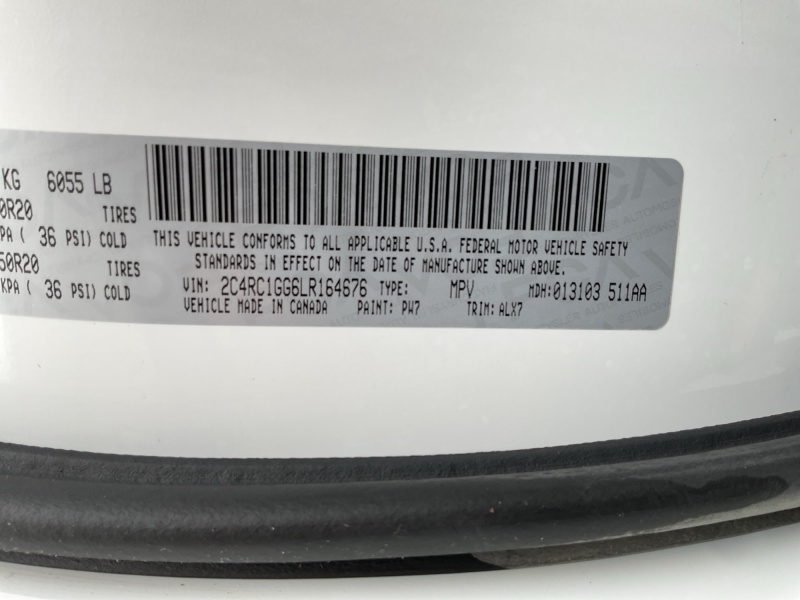 KG 6055 LB
0R20 TIRES
PA ( 36 PSI) COLD
50R20 TIRES
KPA ( 36 PSI) COLD
THIS VEHICLE CONFORMS TO ALL APPLICABLE U.S.A. FEDERAL MOTOR VEHICLE SAFETY
STANDARDS IN EFFECT ON THE DATE OF MANUFACTURE SHOWN ABOVE.
VIN: 2C4RC1GG6LR164676 TYPE: MPV MDH: 013103 511AA
VEHICLE MADE IN CANADA PAINT: PW7 TRIM: ALX7